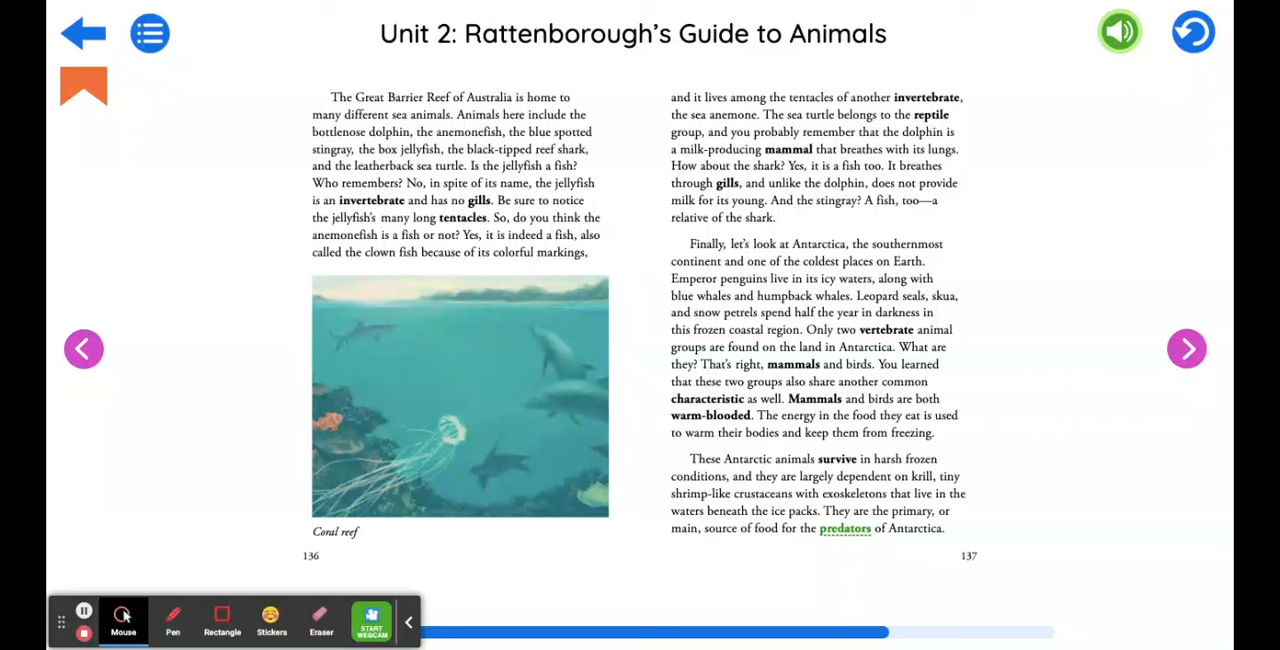 Unit 2: Rattenborough's Guide to Animals
The Great Barrier Reef of Australia is home to
many different sea animals. Animals here include the
bottlenose dolphin, the anemonefish, the blue spotted
stingray, the box jellyfish, the black-tipped reef shark,
and the leatherback sea turtle. Is the jellyfish a fish?
Who remembers? No, in spite of its name, the jellyfish
is an invertebrate and has no gills. Be sure to notice
the jellyfish's many long tentacles. So, do you think the
anemonefish is a fish or not? Yes, it is indeed a fish, also
called the clown fish because of its colorful markings,
Coral reef
136
and it lives among the tentacles of another invertebrate,
the sea anemone. The sea turtle belongs to the reptile
group, and you probably remember that the dolphin is
a milk-producing mammal that breathes with its lungs.
How about the shark? Yes, it is a fish too. It breathes
through gills, and unlike the dolphin, does not provide
milk for its young. And the stingray? A fish, too—a
relative of the shark.
Finally, let's look at Antarctica, the southernmost
continent and one of the coldest places on Earth.
Emperor penguins live in its icy waters, along with
blue whales and humpback whales. Leopard seals, skua,
and snow petrels spend half the year in darkness in
this frozen coastal region. Only two vertebrate animal
groups are found on the land in Antarctica. What are
they? That's right, mammals and birds. You learned
that these two groups also share another common
characteristic as well. Mammals and birds are both
warm-blooded. The energy in the food they eat is used
to warm their bodies and keep them from freezing.
These Antarctic animals survive in harsh frozen
conditions, and they are largely dependent on krill, tiny
shrimp-like crustaceans with exoskeletons that live in the
waters beneath the ice packs. They are the primary, or
main, source of food for the predators of Antarctica.
137
Mouse
Pen
Rectangle
Stickers
Eraser
START
WEBCAM